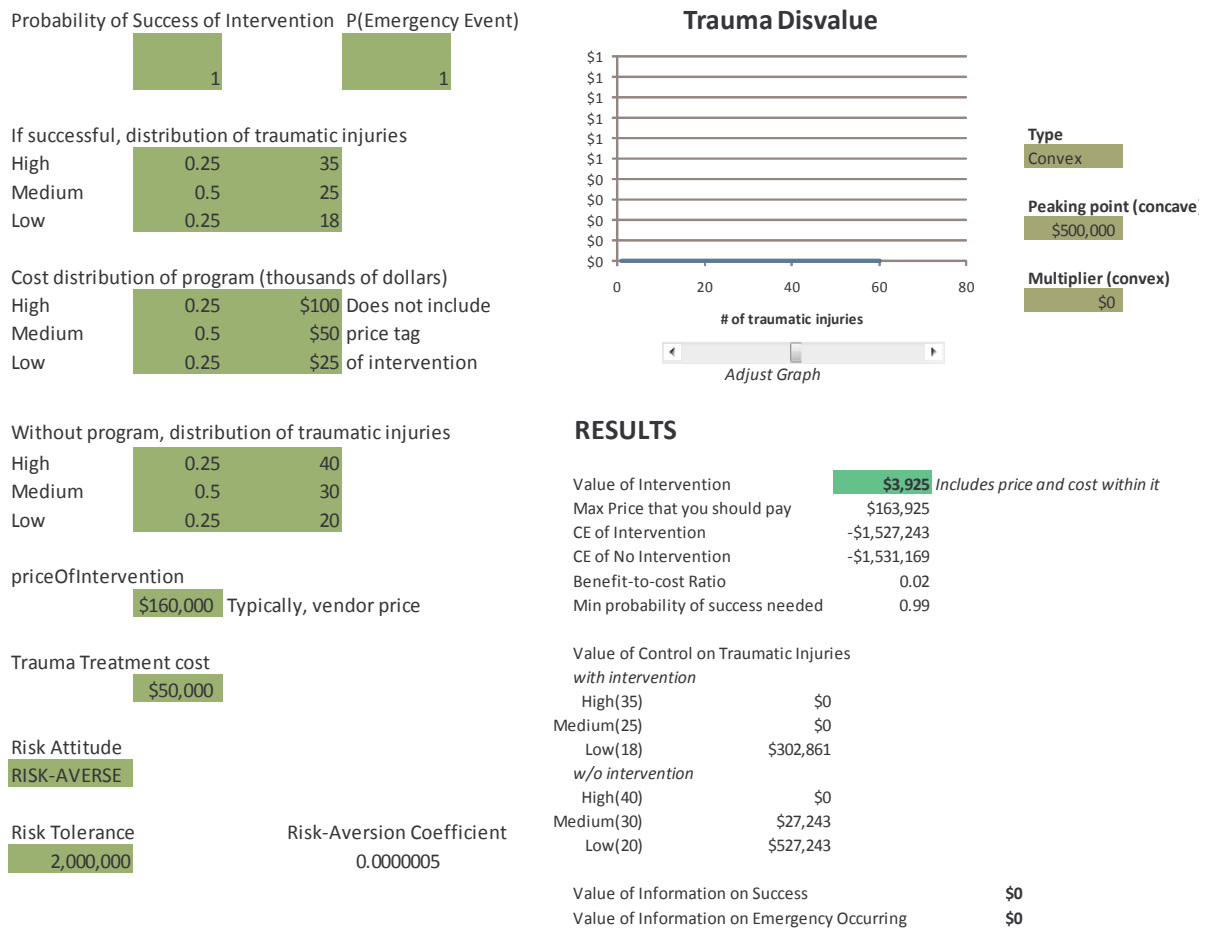 Probability of Success of Intervention P(Emergency Event)
1 1
If successful, distribution of traumatic injuries
High 0.25 35
Medium 0.5 25
Low 0.25 18
Cost distribution of program (thousands of dollars)
High 0.25 $100 Does not include
Medium 0.5 $50 price tag
Low 0.25 $25 of intervention
Without program, distribution of traumatic injuries
High 0.25 40
Medium 0.5 30
Low 0.25 20
priceOfIntervention
$160,000 Typically, vendor price
Trauma Treatment cost
$50,000
Risk Attitude
RISK-AVERSE
Risk Tolerance Risk-Aversion Coefficient
2,000,000 0.0000005
Trauma Disvalue
$1
$1
$1
$1
$1
$1
$0
$0
$0
$0
$0
0 20 40 60 80
# of traumatic injuries
Adjust Graph
Type
Convex
Peaking point (concave)
$500,000
Multiplier (convex)
$0
RESULTS
Value of Intervention $3,925 Includes price and cost within it
Max Price that you should pay $163,925
CE of Intervention -$1,527,243
CE of No Intervention -$1,531,169
Benefit-to-cost Ratio 0.02
Min probability of success needed 0.99
Value of Control on Traumatic Injuries
with intervention
High(35) $0
Medium(25) $0
Low(18) $302,861
w/o intervention
High(40) $0
Medium(30) $27,243
Low(20) $527,243
Value of Information on Success $0
Value of Information on Emergency Occurring $0